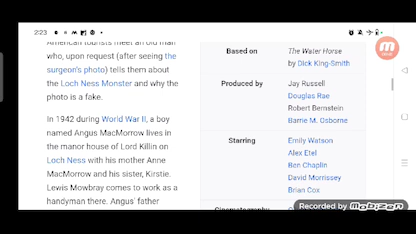 2:23
American tourists meet an old man
who, upon request (after seeing the
surgeon's photo) tells them about
the Loch Ness Monster and why the
photo is a fake.
In 1942 during World War II, a boy
named Angus MacMorrow lives in
the manor house of Lord Killin on
Loch Ness with his mother Anne
MacMorrow and his sister, Kirstie.
Lewis Mowbray comes to work as a
handyman there. Angus' father
Based on
The Water Horse
by Dick King-Smith
Produced by
Jay Russell
Douglas Rae
Robert Bernstein
Barrie M. Osborne
Starring
Emily Watson
Alex Etel
Ben Chaplin
David Morrissey
Brian Cox
Recorded by mobizen